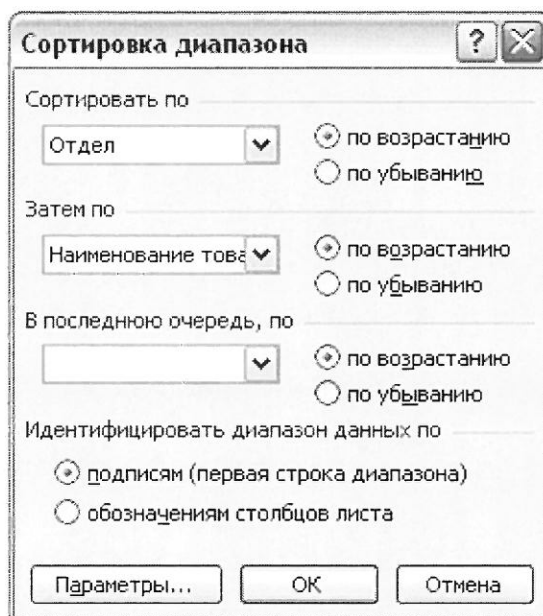 Сортировка диапазона
Сортировать по
Отдел
по возрастанию
по убыванию
Затем по
Наименование това
по возрастанию
по убыванию
В последнюю очередь, по
по возрастанию
по убыванию
Идентифицировать диапазон данных по
подписям (первая строка диапазона)
обозначениям столбцов листа
Параметры... ОК Отмена